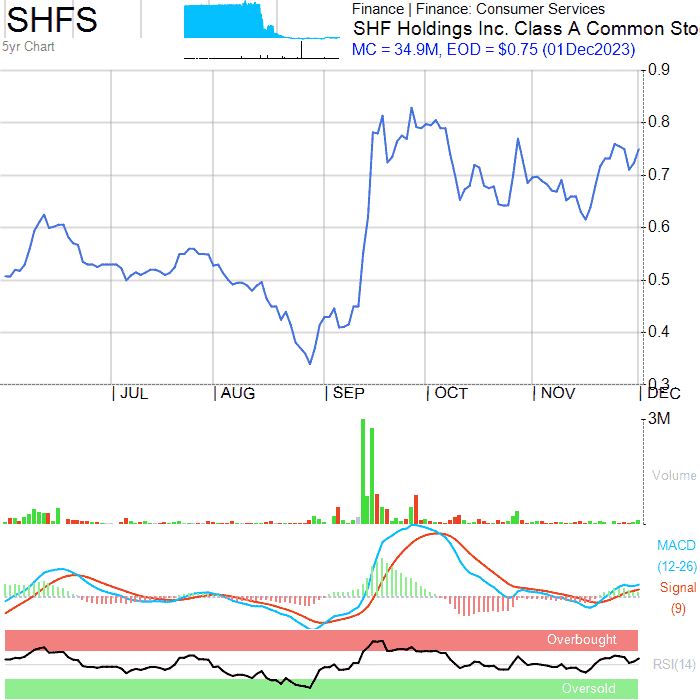 SHFS
Finance | Finance: Consumer Services
SHF Holdings Inc. Class A Common Sto
5yr Chart
MC = 34.9M, EOD = $0.75 (01Dec2023)
0.9
0.8
0.7
0.6
0.5
0.4
0.3
JUL AUG SEP OCT NOV DEC
3M
Volume
MACD
(12-26)
Signal
(9)
Overbought
RSI(14)
Oversold